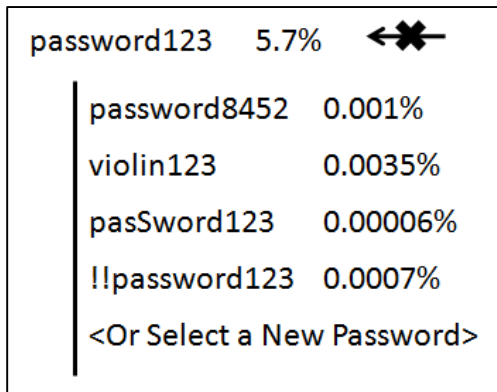 password123 5.7%
password8452 0.001%
violin123 0.0035%
pasSword123 0.00006%
!!password123 0.0007%
<Or Select a New Password>